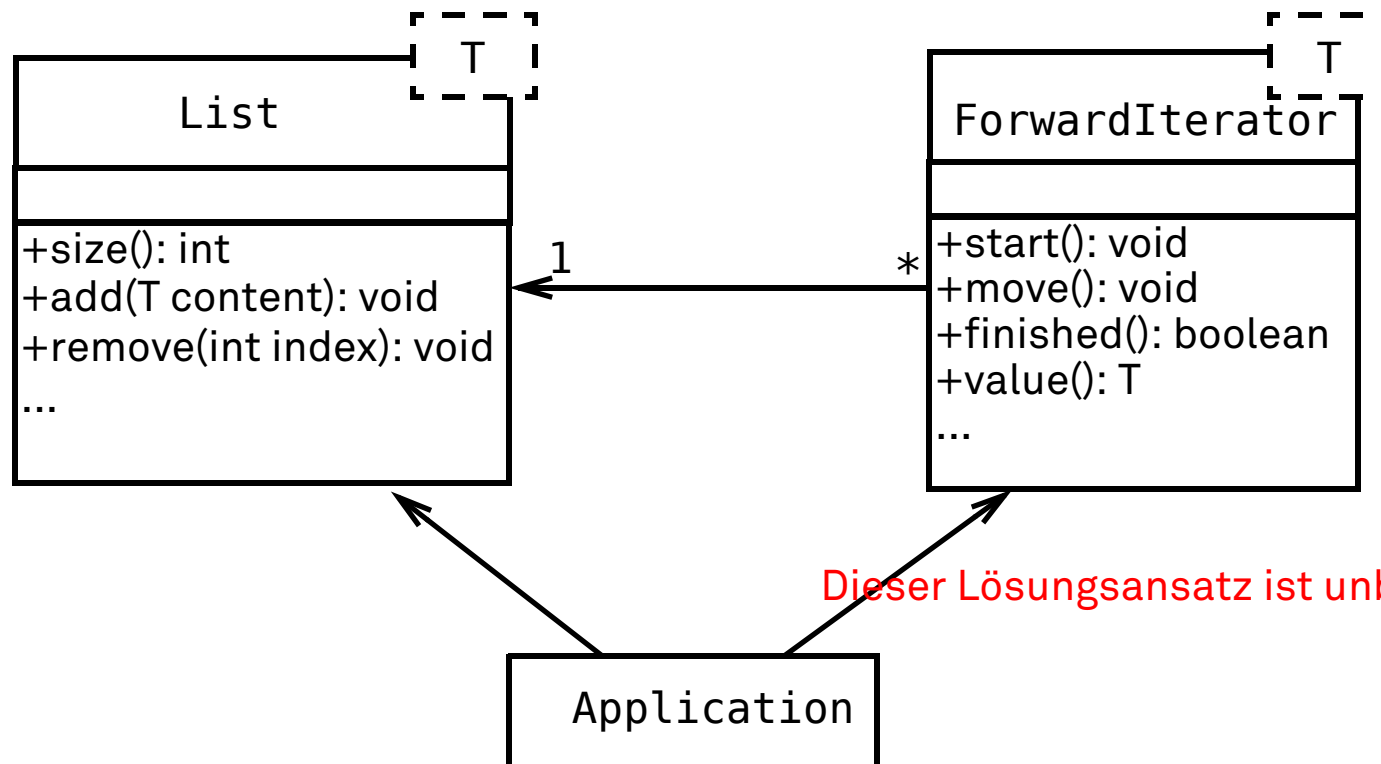 T
List
+size(): int
+add(T content): void
+remove(int index): void
...
1
*
T
ForwardIterator
+start(): void
+move(): void
+finished(): boolean
+value(): T
...
Dieser Lösungsansatz ist
Application